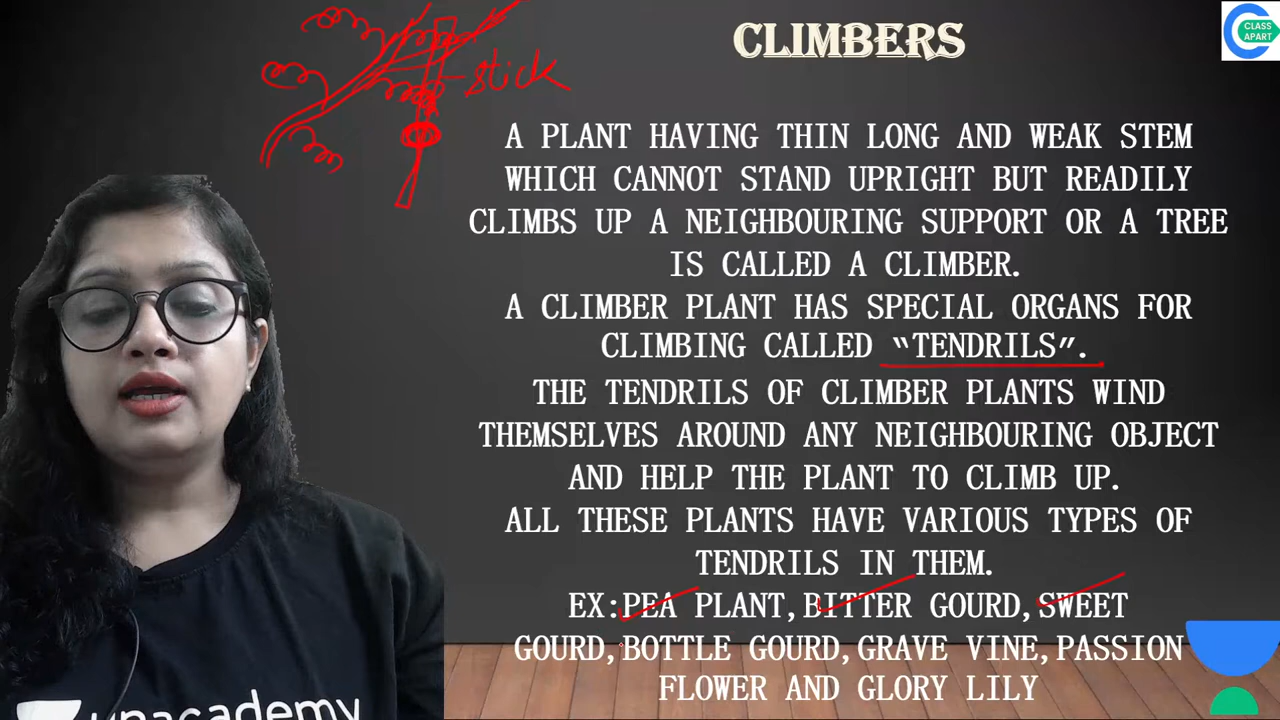 CLIMBERS
CLASS
APART
stick
A PLANT HAVING THIN LONG AND WEAK STEM
WHICH CANNOT STAND UPRIGHT BUT READILY
CLIMBS UP A NEIGHBOURING SUPPORT OR A TREE
IS CALLED A CLIMBER.
A CLIMBER PLANT HAS SPECIAL ORGANS FOR
CLIMBING CALLED “TENDRILS”.
THE TENDRILS OF CLIMBER PLANTS WIND
THEMSELVES AROUND ANY NEIGHBOURING OBJECT
AND HELP THE PLANT TO CLIMB UP.
ALL THESE PLANTS HAVE VARIOUS TYPES OF
TENDRILS IN THEM.
EX:PEA PLANT,BITTER GOURD,SWEET
GOURD,BOTTLE GOURD,GRAVE VINE,PASSION
FLOWER AND GLORY LILY
unacademy